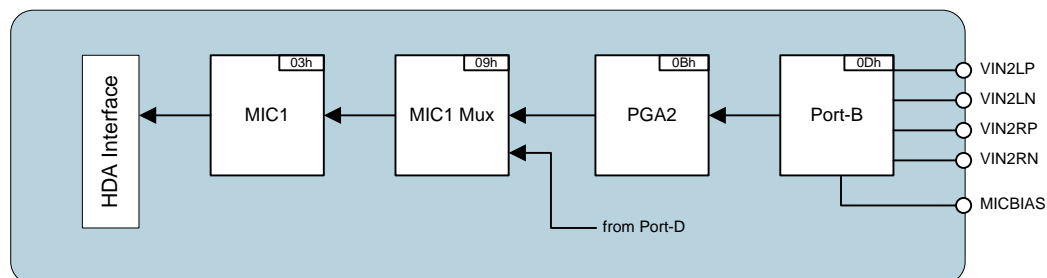 HDA Interface
03h
MIC1
09h
MIC1 Mux
0Bh
PGA2
0Dh
Port-B
VIN2LP
VIN2LN
VIN2RP
VIN2RN
MICBIAS
from Port-D